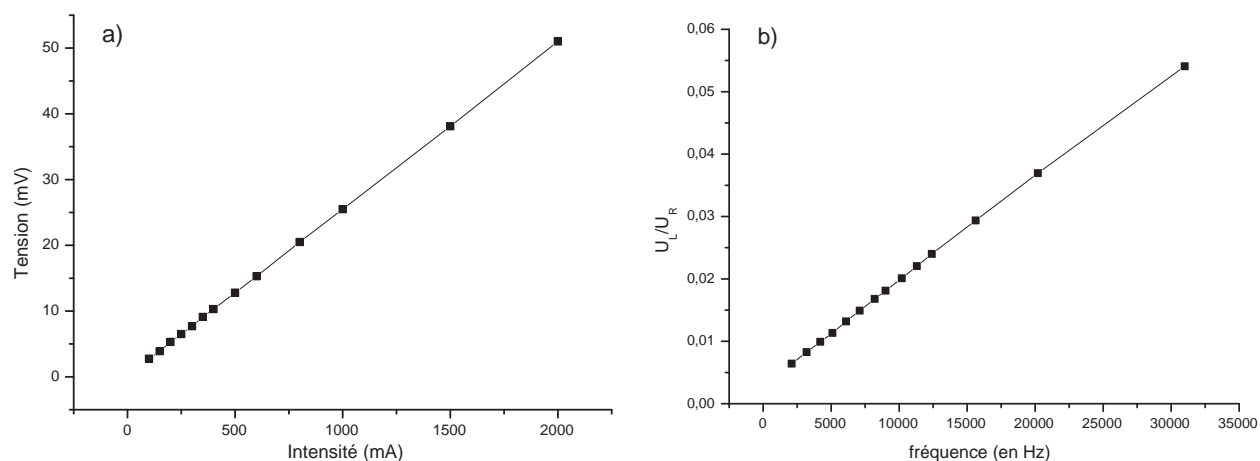 a)
50
40
30
20
10
0
Tension (mV)
0 500 1000 1500 2000
Intensité (mA)
b)
0,06
0,05
0,04
0,03
0,02
0,01
0,00
U_L/U_R
0 5000 10000 15000 20000 25000 30000 35000
fréquence (en Hz)